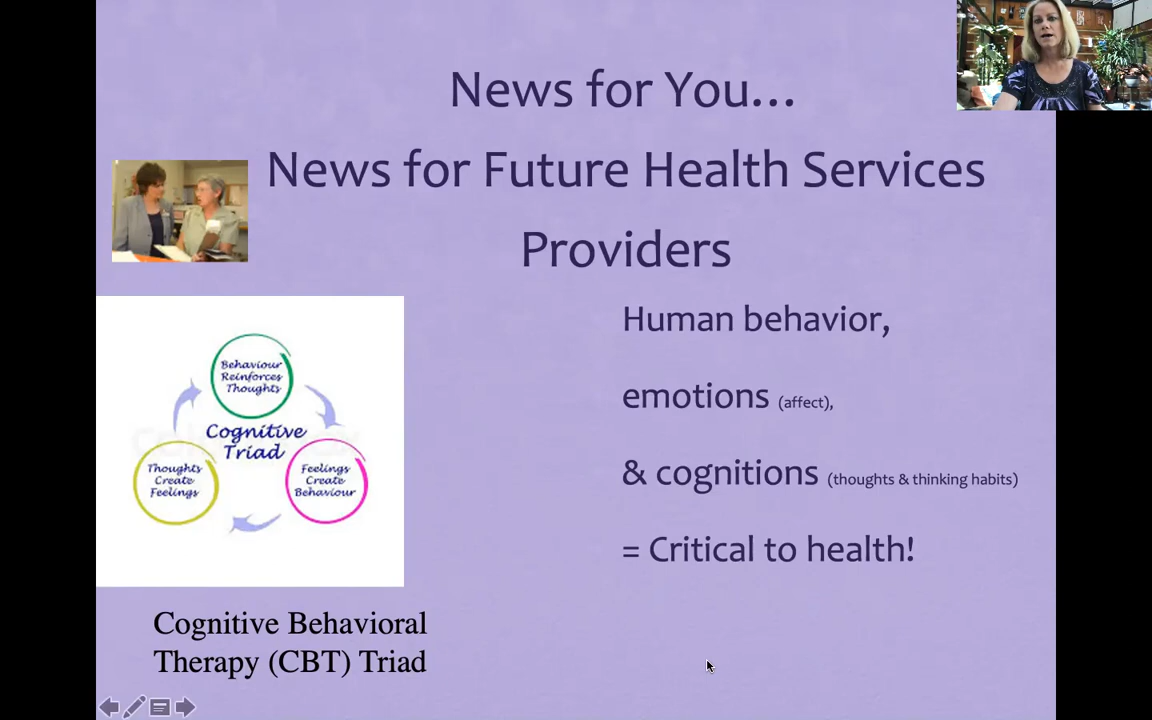 News for You...
News for Future Health Services
Providers
Human behavior,
emotions (affect),
& cognitions (thoughts & thinking habits)
= Critical to health!
Behaviour
Reinforces
Thoughts
Cognitive
Triad
Thoughts
Create
Feelings
Feelings
Create
Behaviour
Cognitive Behavioral
Therapy (CBT) Triad